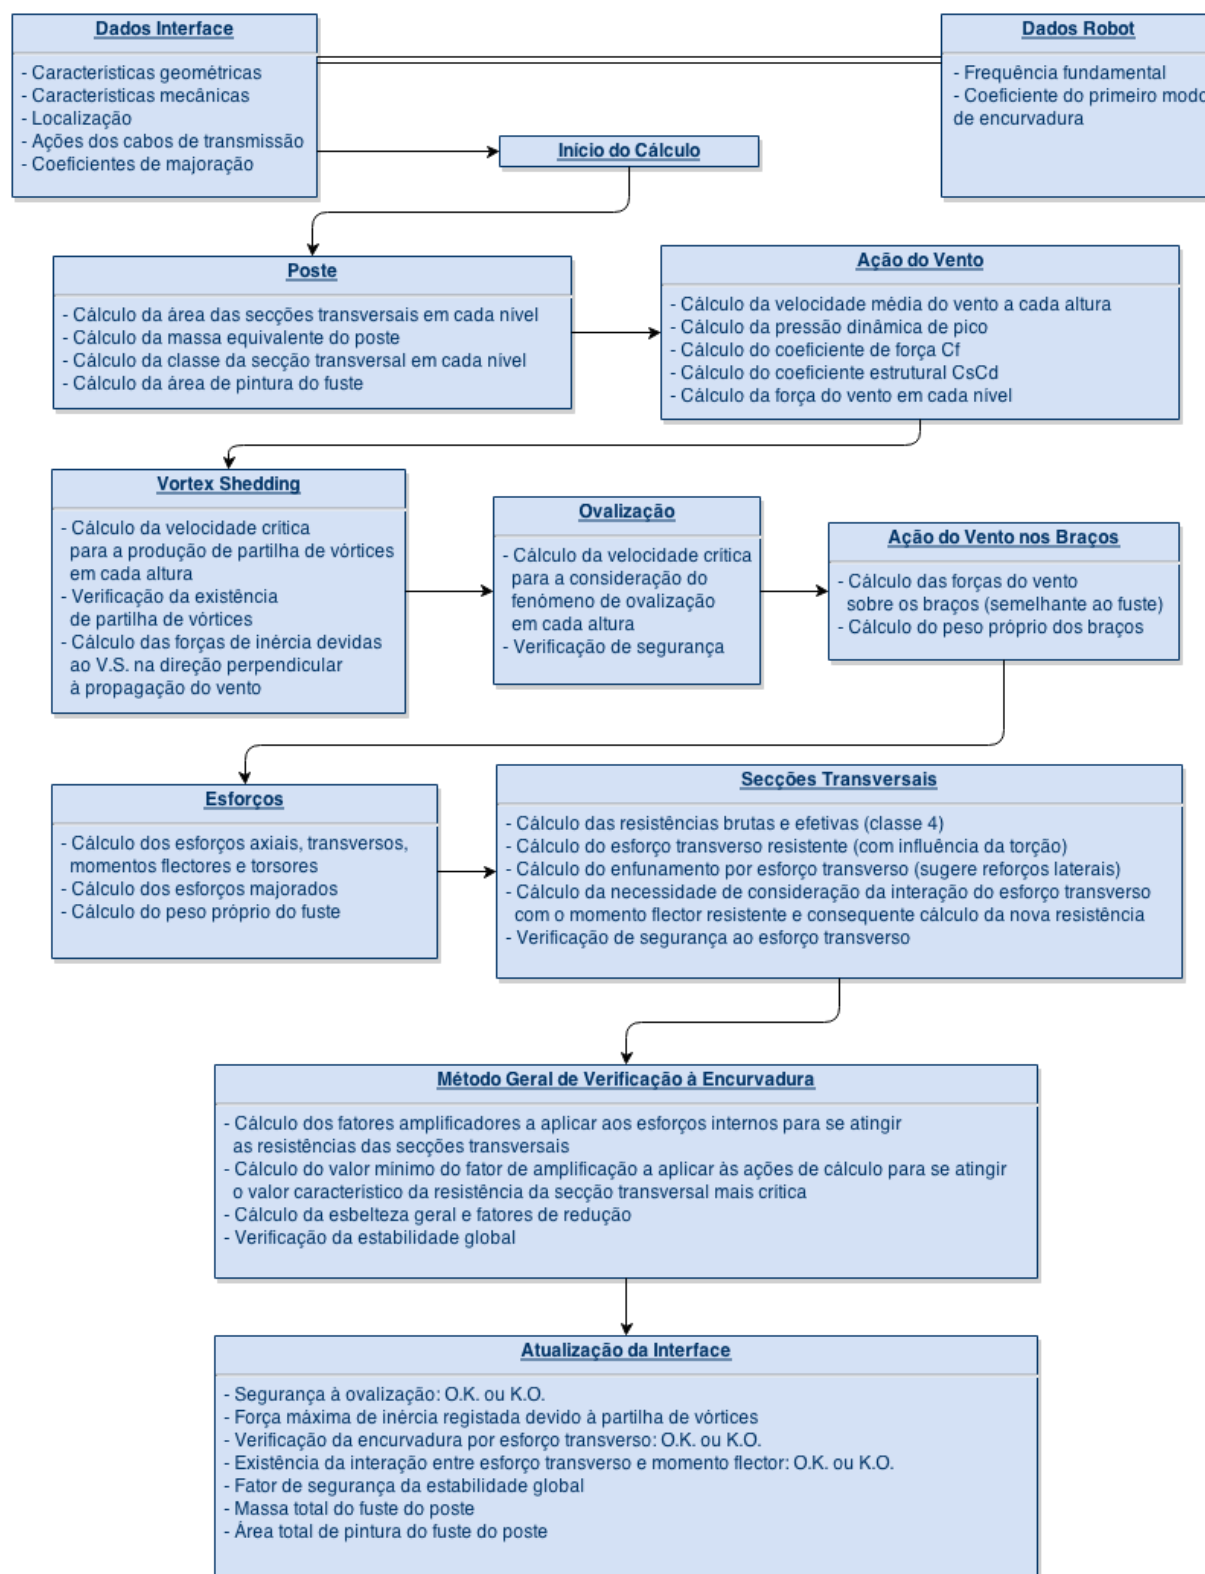 Dados Interface
- Características geométricas
- Características mecânicas
- Localização
- Ações dos cabos de transmissão
- Coeficientes de majoração
Dados Robot
- Frequência fundamental
- Coeficiente do primeiro modo
de encurvadura
Início do Cálculo
Poste
- Cálculo da área das secções transversais em cada nível
- Cálculo da massa equivalente do poste
- Cálculo da classe da secção transversal em cada nível
- Cálculo da área de pintura do fuste
Ação do Vento
- Cálculo da velocidade média do vento a cada altura
- Cálculo da pressão dinâmica de pico
- Cálculo do coeficiente de força Cf
- Cálculo do coeficiente estrutural CsCd
- Cálculo da força do vento em cada nível
Vortex Shedding
- Cálculo da velocidade crítica
para a produção de partilha de vórtices
em cada altura
- Verificação da existência
de partilha de vórtices
- Cálculo das forças de inércia devidas
ao V.S. na direção perpendicular
à propagação do vento
Ovalização
- Cálculo da velocidade crítica
para a consideração do
fenómeno de ovalização
em cada altura
- Verificação de segurança
Ação do Vento nos Braços
- Cálculo das forças do vento
sobre os braços (semelhante ao fuste)
- Cálculo do peso próprio dos braços
Esforços
- Cálculo dos esforços axiais, transversos,
momentos flectores e torsores
- Cálculo dos esforços majorados
- Cálculo do peso próprio do fuste
Secções Transversais
- Cálculo das resistências brutas e efetivas (classe 4)
- Cálculo do esforço transverso resistente (com influência da torção)
- Cálculo do enfunamento por esforço transverso (sugere reforços laterais)
- Cálculo da necessidade de consideração da interação do esforço transverso
com o momento flector resistente e consequente cálculo da nova resistência
- Verificação de segurança ao esforço transverso
Método Geral de Verificação à Encurvadura
- Cálculo dos fatores amplificadores a aplicar aos esforços internos para se atingir
as resistências das secções transversais
- Cálculo do valor mínimo do fator de amplificação a aplicar às ações de cálculo para se atingir
o valor característico da resistência da secção transversal mais crítica
- Cálculo da esbelteza geral e fatores de redução
- Verificação da estabilidade global
Atualização da Interface
- Segurança à ovalização: O.K. ou K.O.
- Força máxima de inércia registada devido à partilha de vórtices
- Verificação da encurvadura por esforço transverso: O.K. ou K.O.
- Existência da interação entre esforço transverso e momento flector: O.K. ou K.O.
- Fator de segurança da estabilidade global
- Massa total do fuste do poste
- Área total de pintura do fuste do poste